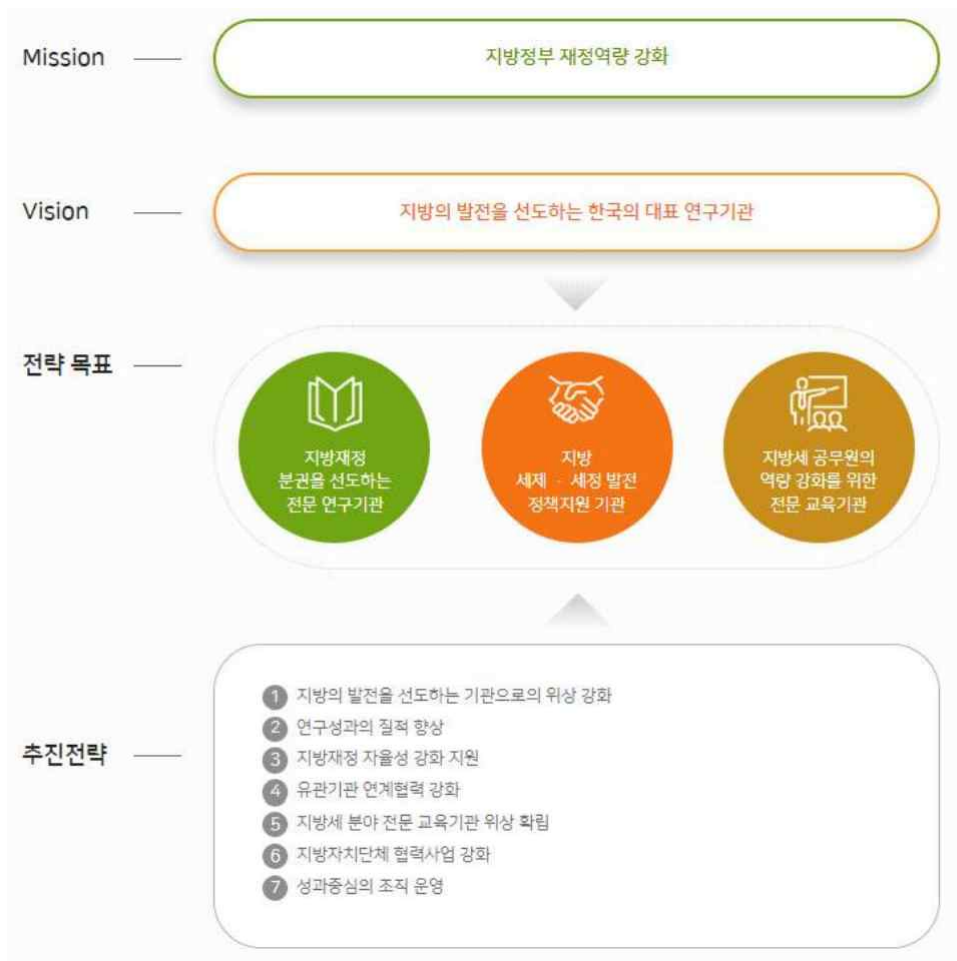 Mission
지방정부 재정역량 강화
Vision
지방의 발전을 선도하는 한국의 대표 연구기관
전략 목표
지방재정
분권을 선도하는
전문 연구기관
지방
세제 · 세정 발전
정책지원 기관
지방세 공무원의
역량 강화를 위한
전문 교육기관
추진전략
1 지방의 발전을 선도하는 기관으로의 위상 강화
2 연구성과의 질적 향상
3 지방재정 자율성 강화 지원
4 유관기관 연계협력 강화
5 지방세 분야 전문 교육기관 위상 확립
6 지방자치단체 협력사업 강화
7 성과중심의 조직 운영